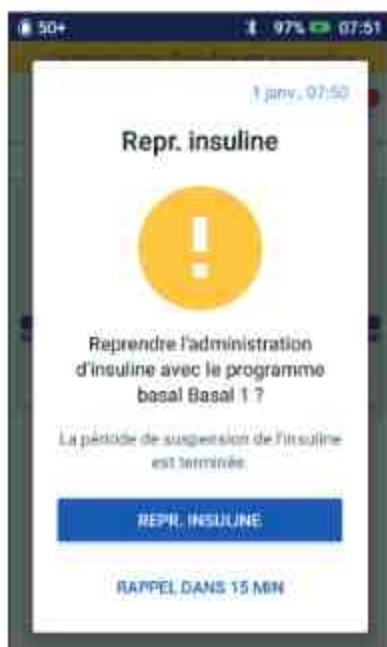 50+ 97% 07:51
1 janv., 07:50
Repr. insuline
Reprendre l'administration
d'insuline avec le programme
basal Basal 1 ?
La période de suspension de l'insuline
est terminée.
REPR. INSULINE
RAPPEL DANS 15 MIN